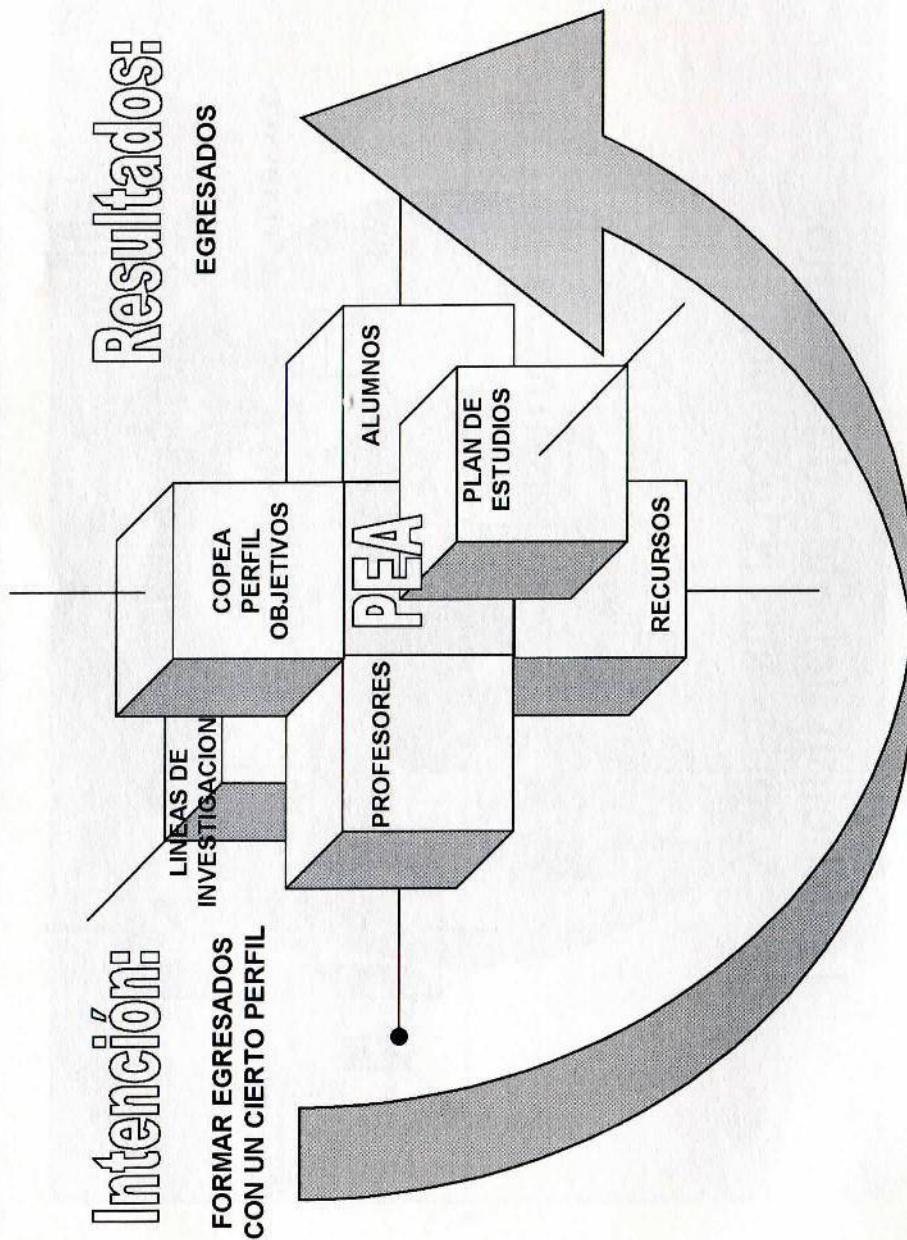 Intención:
FORMAR EGRESADOS
CON UN CIERTO PERFIL
Resultados:
EGRESADOS
LINEAS DE
INVESTIGACION
COPEA
PERFIL
OBJETIVOS
PROFESORES
PEA
ALUMNOS
PLAN DE
ESTUDIOS
RECURSOS